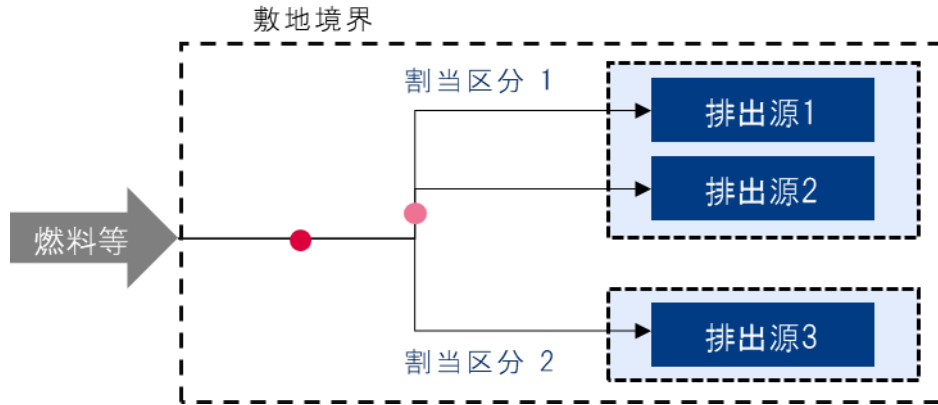 敷地境界
割当区分 1
排出源1
排出源2
燃料等
排出源3
割当区分 2